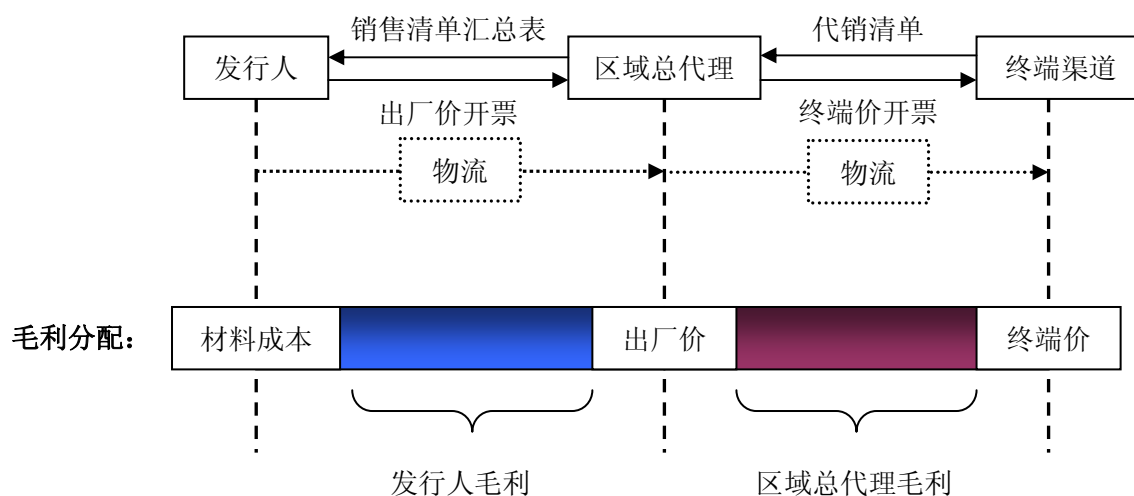 销售清单汇总表
代销清单
发行人
区域总代理
终端渠道
出厂价开票
终端价开票
物流
物流
毛利分配：
材料成本
出厂价
终端价
发行人毛利
区域总代理毛利